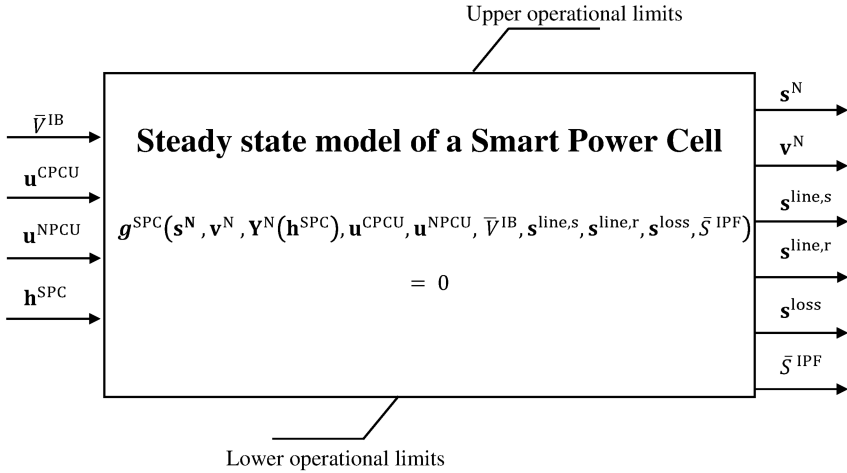 Upper operational limits
V̄ᴵᴮ
u^CPCU
u^NPCU
h^SPC
Steady state model of a Smart Power Cell
g^SPC(s^N, v^N, Y^N(h^SPC), u^CPCU, u^NPCU, V̄^IB, s^line,s, s^line,r, s^loss, S̄^IPF)
= 0
s^N
v^N
s^line,s
s^line,r
s^loss
S̄^IPF
Lower operational limits